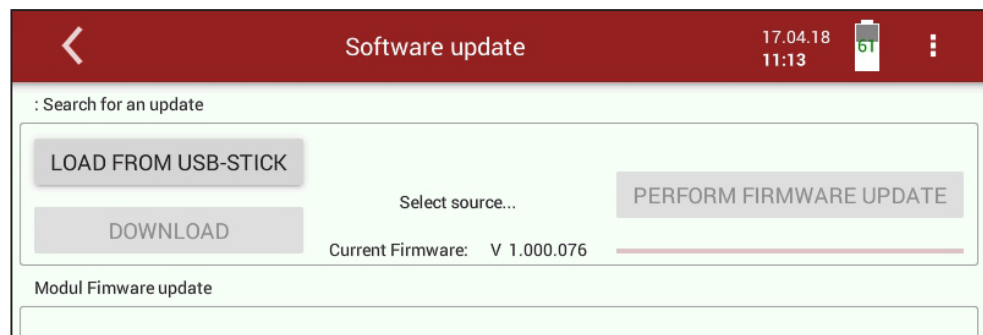 Software update
17.04.18
11:13
61
: Search for an update
LOAD FROM USB-STICK
DOWNLOAD
Select source...
Current Firmware: V 1.000.076
PERFORM FIRMWARE UPDATE
Modul Fimware update